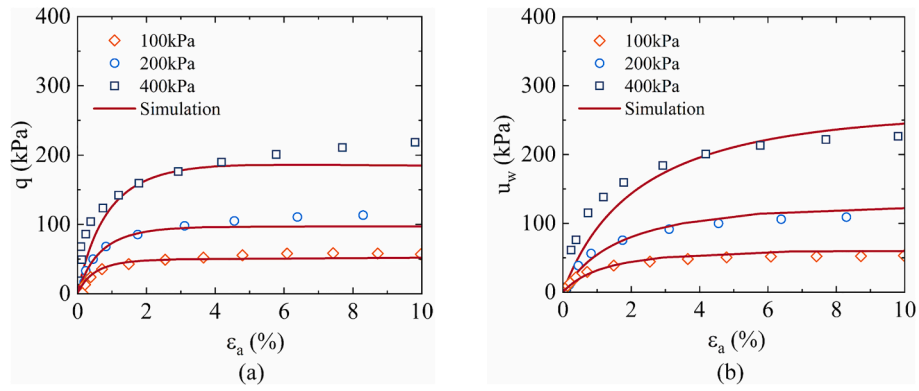 400
300
200
100
0
q (kPa)
100kPa
200kPa
400kPa
Simulation
0 2 4 6 8 10
εa (%)
(a)
400
300
200
100
0
uw (kPa)
100kPa
200kPa
400kPa
Simulation
0 2 4 6 8 10
εa (%)
(b)